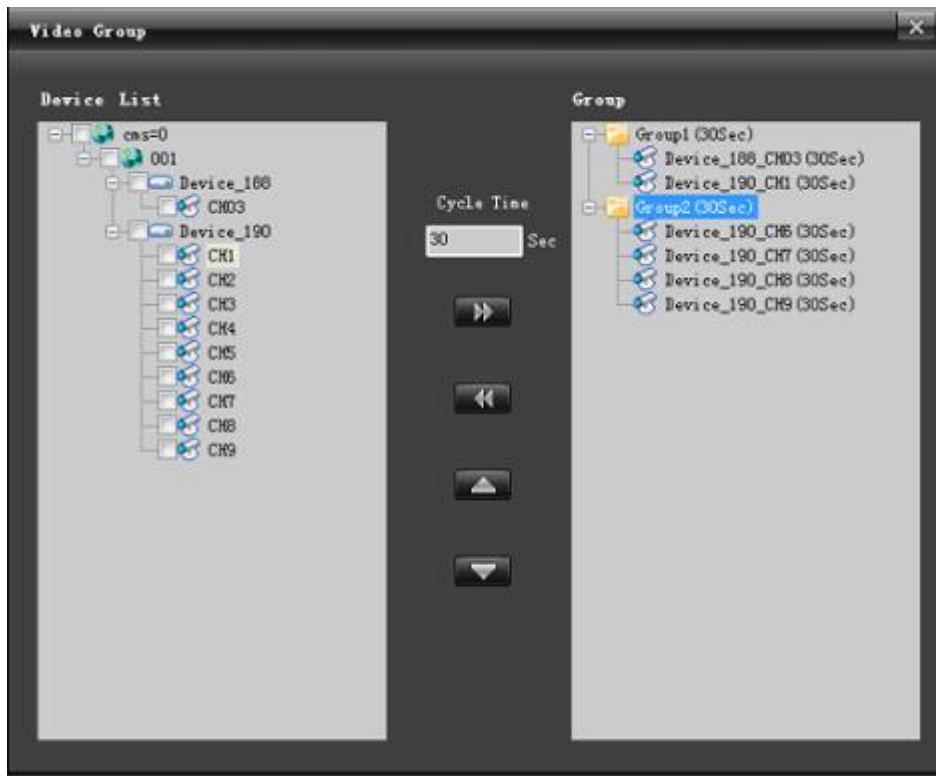 Video Group
Device List
cms=0
001
Device_188
CH03
Device_190
CH1
CH2
CH3
CH4
CH5
CH6
CH7
CH8
CH9
Cycle Time
30 Sec
Group
Group1(30Sec)
Device_188_CH03(30Sec)
Device_190_CH1(30Sec)
Group2(30Sec)
Device_190_CH6(30Sec)
Device_190_CH7(30Sec)
Device_190_CH8(30Sec)
Device_190_CH9(30Sec)